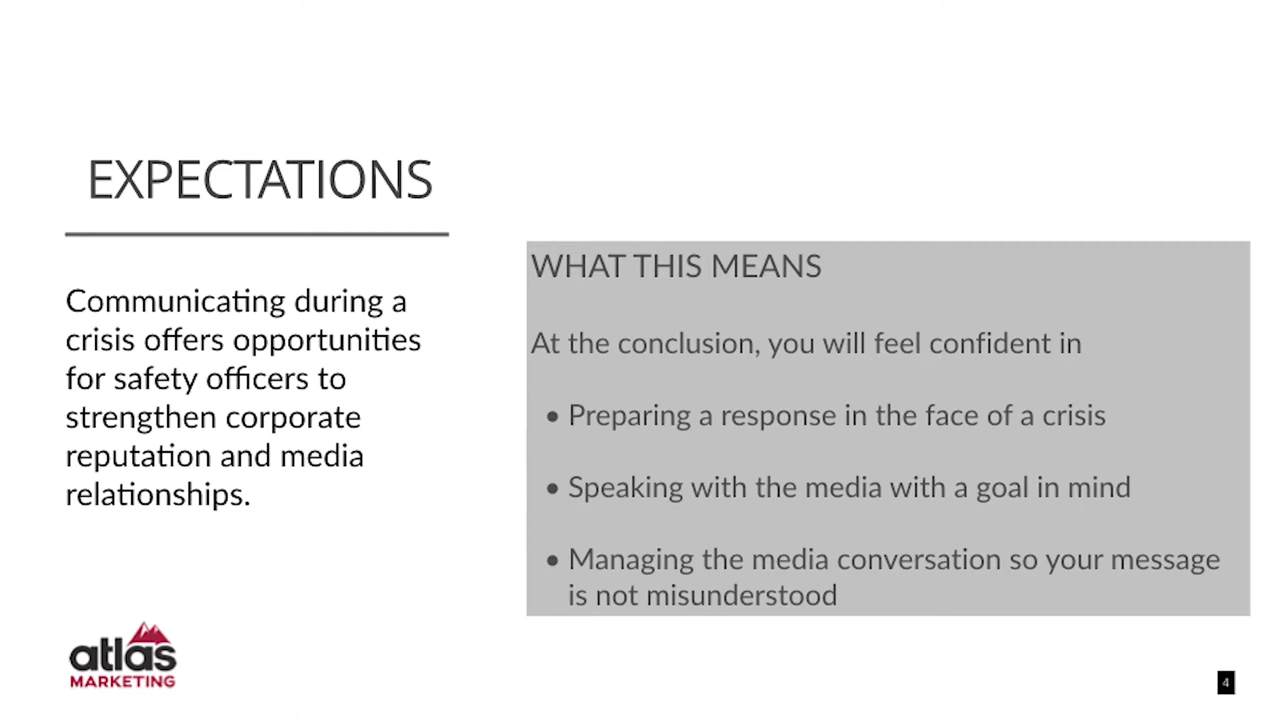 EXPECTATIONS
Communicating during a
crisis offers opportunities
for safety officers to
strengthen corporate
reputation and media
relationships.
WHAT THIS MEANS
At the conclusion, you will feel confident in
• Preparing a response in the face of a crisis
• Speaking with the media with a goal in mind
• Managing the media conversation so your message
is not misunderstood
atlas
MARKETING
4